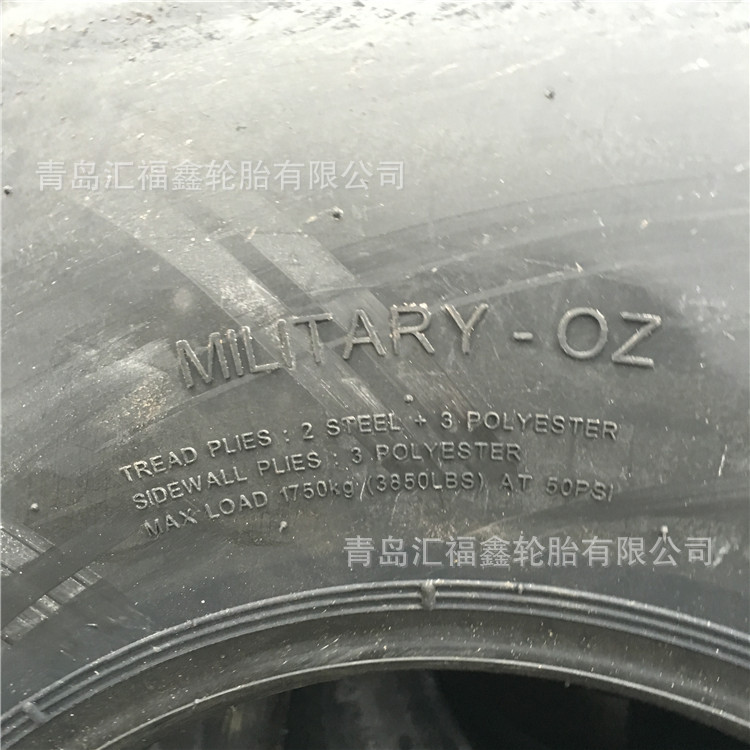 青岛汇福鑫轮胎有限公司
MILITARY - OZ
TREAD PLIES : 2 STEEL + 3 POLYESTER
SIDEWALL PLIES : 3 POLYESTER
MAX LOAD 1750kg (3850LBS) AT 50PSI
青岛汇福鑫轮胎有限公司